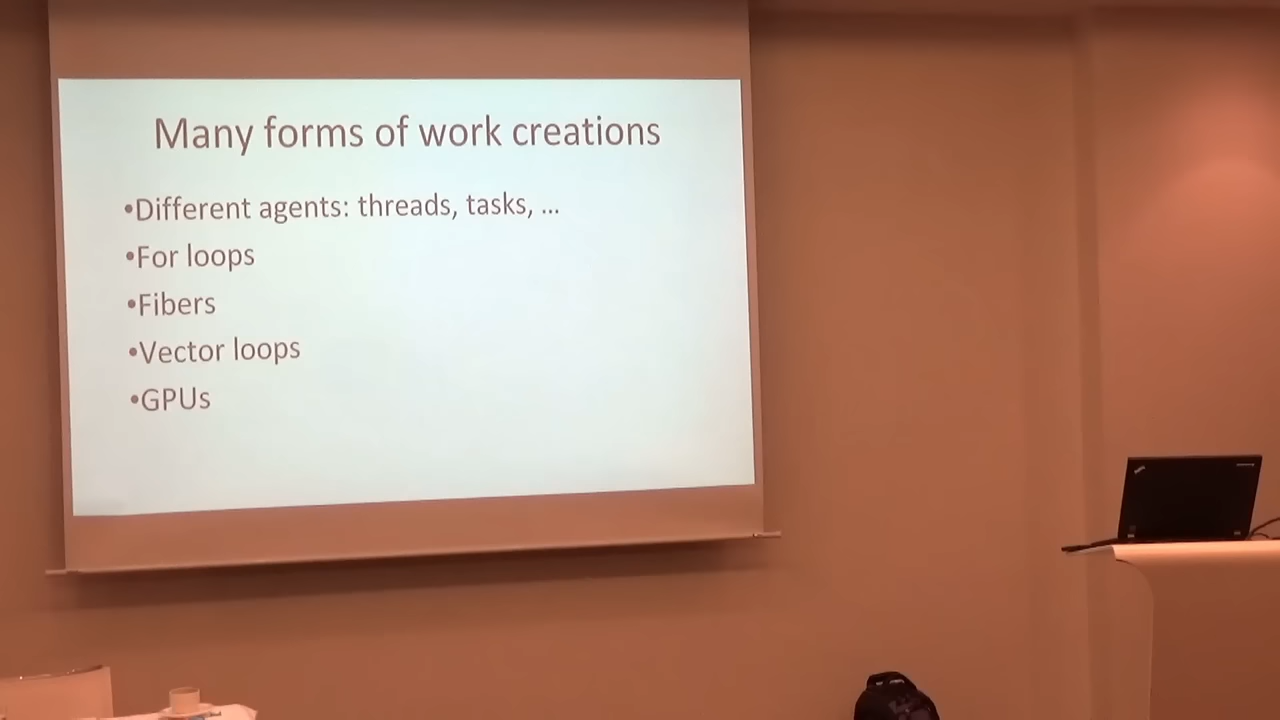 Many forms of work creations
•Different agents: threads, tasks, ...
•For loops
•Fibers
•Vector loops
•GPUs